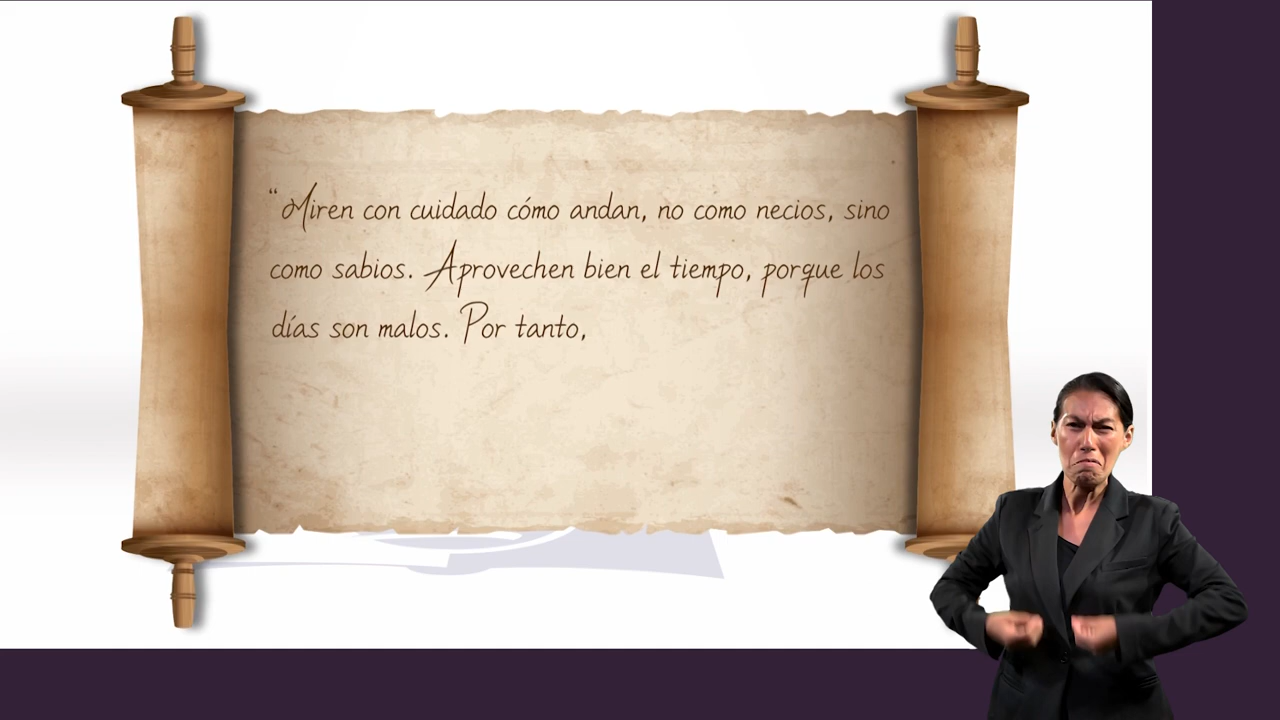 “Miren con cuidado cómo andan, no como necios, sino
como sabios. Aprovechen bien el tiempo, porque los
días son malos. Por tanto,